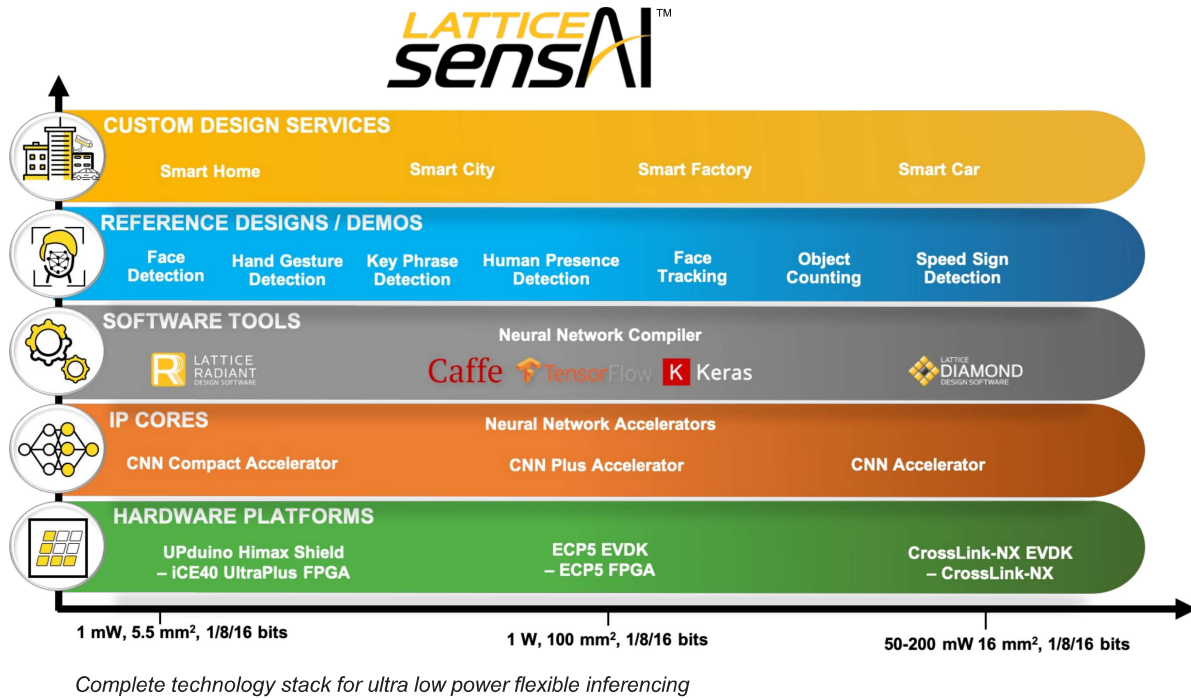 LATTICE
sensAI™
CUSTOM DESIGN SERVICES
Smart Home
Smart City
Smart Factory
Smart Car
REFERENCE DESIGNS / DEMOS
Face
Detection
Hand Gesture
Detection
Key Phrase
Detection
Human Presence
Detection
Face
Tracking
Object
Counting
Speed Sign
Detection
SOFTWARE TOOLS
Neural Network Compiler
R LATTICE
RADIANT
DESIGN SOFTWARE
Caffe
TensorFlow
K Keras
LATTICE
DIAMOND
DESIGN SOFTWARE
IP CORES
Neural Network Accelerators
CNN Compact Accelerator
CNN Plus Accelerator
CNN Accelerator
HARDWARE PLATFORMS
UPduino Himax Shield
– iCE40 UltraPlus FPGA
ECP5 EVDK
– ECP5 FPGA
CrossLink-NX EVDK
– CrossLink-NX
1 mW, 5.5 mm², 1/8/16 bits
1 W, 100 mm², 1/8/16 bits
50-200 mW 16 mm², 1/8/16 bits
Complete technology stack for ultra low power flexible inferencing